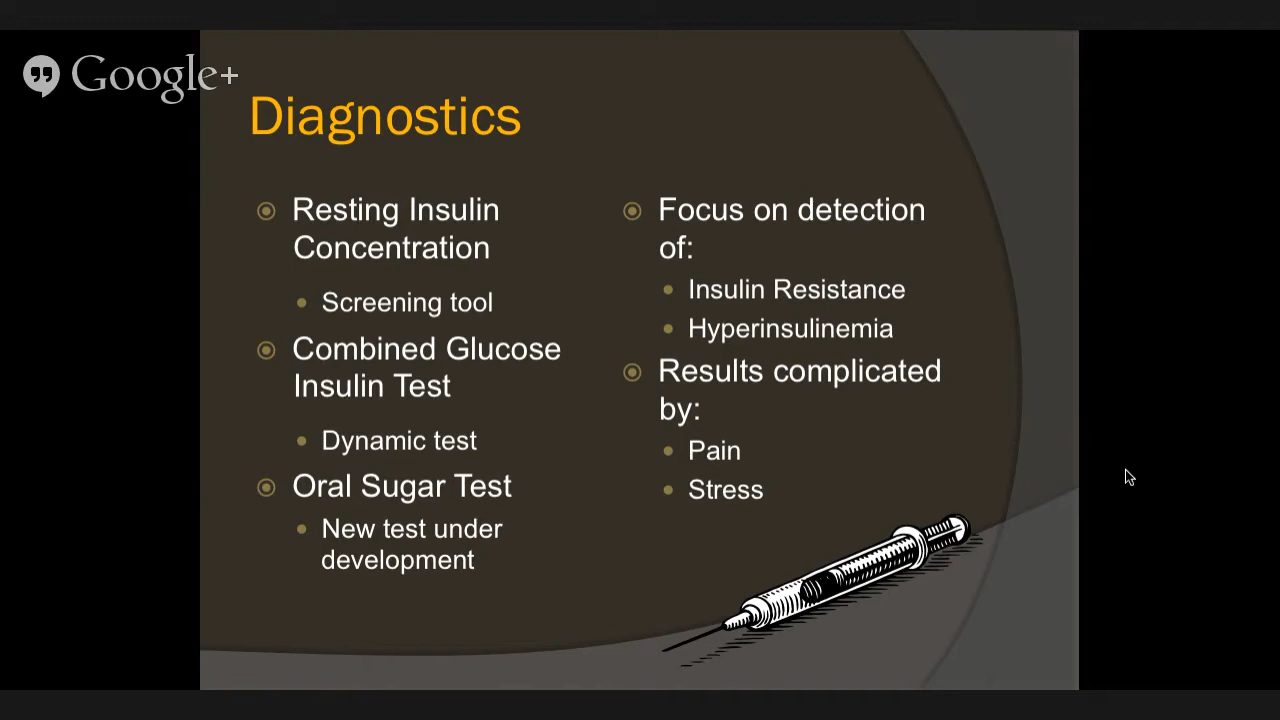 Google+
Diagnostics
Resting Insulin
Concentration
Screening tool
Combined Glucose
Insulin Test
Dynamic test
Oral Sugar Test
New test under
development
Focus on detection
of:
Insulin Resistance
Hyperinsulinemia
Results complicated
by:
Pain
Stress